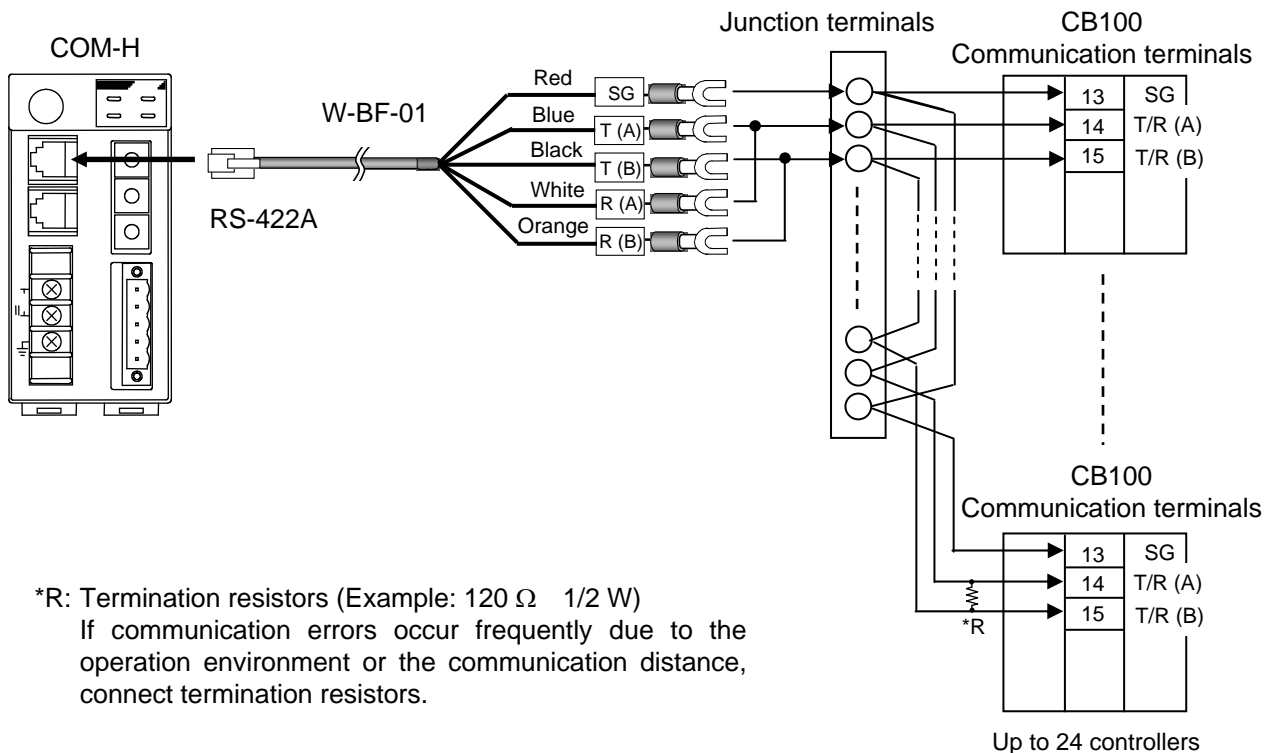 COM-H
W-BF-01
RS-422A
Red
Blue
Black
White
Orange
SG
T (A)
T (B)
R (A)
R (B)
Junction terminals
CB100
Communication terminals
13 SG
14 T/R (A)
15 T/R (B)
CB100
Communication terminals
13 SG
14 T/R (A)
15 T/R (B)
*R
Up to 24 controllers
*R: Termination resistors (Example: 120 Ω 1/2 W)
If communication errors occur frequently due to the
operation environment or the communication distance,
connect termination resistors.